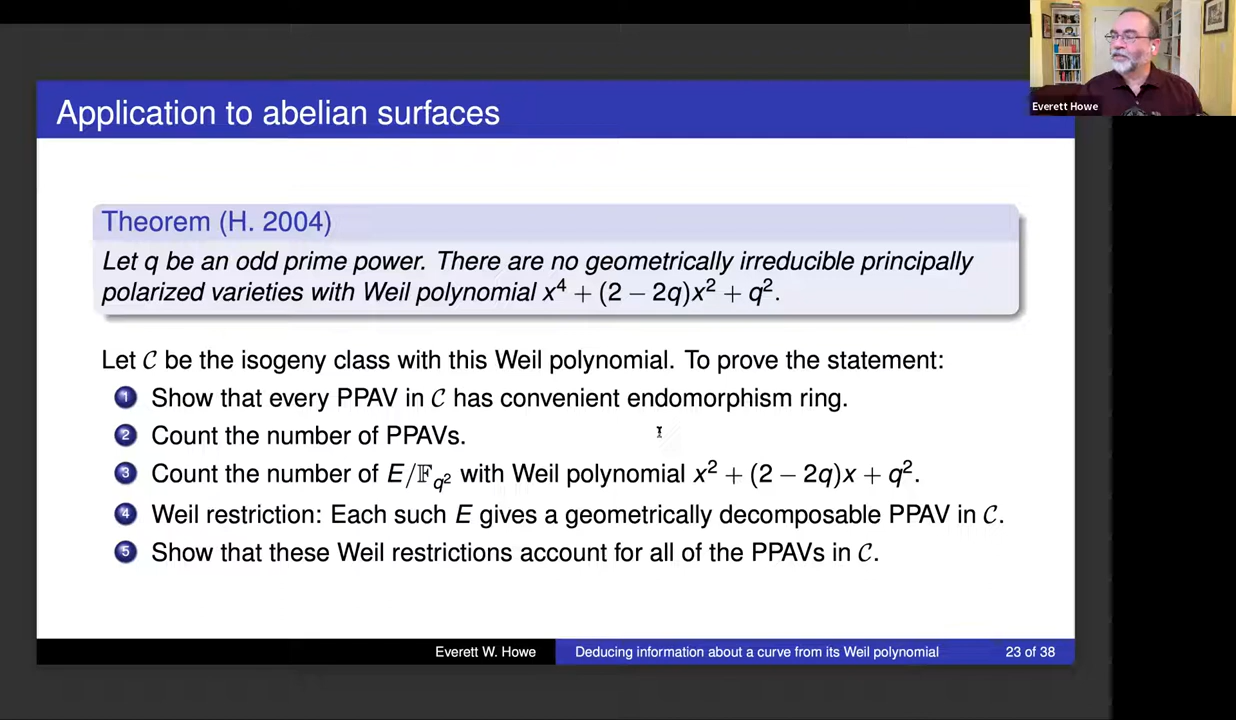 Everett Howe
Application to abelian surfaces
Theorem (H. 2004)
Let q be an odd prime power. There are no geometrically irreducible principally
polarized varieties with Weil polynomial x⁴ + (2 − 2q)x² + q².
Let 𝒞 be the isogeny class with this Weil polynomial. To prove the statement:
1 Show that every PPAV in 𝒞 has convenient endomorphism ring.
2 Count the number of PPAVs.
3 Count the number of E/𝔽_{q²} with Weil polynomial x² + (2 − 2q)x + q².
4 Weil restriction: Each such E gives a geometrically decomposable PPAV in 𝒞.
5 Show that these Weil restrictions account for all of the PPAVs in 𝒞.
Everett W. Howe Deducing information about a curve from its Weil polynomial 23 of 38